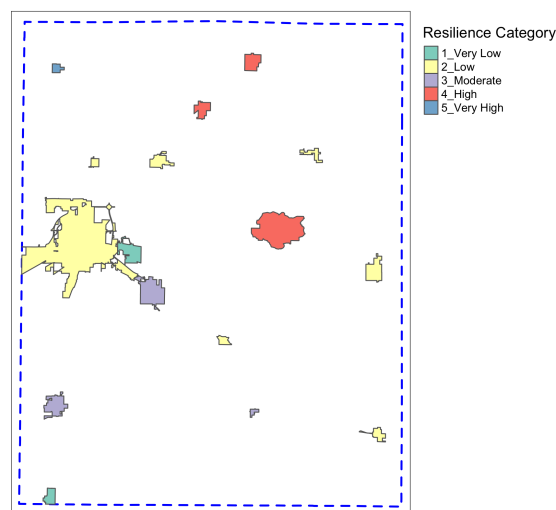 Resilience Category
1_Very Low
2_Low
3_Moderate
4_High
5_Very High